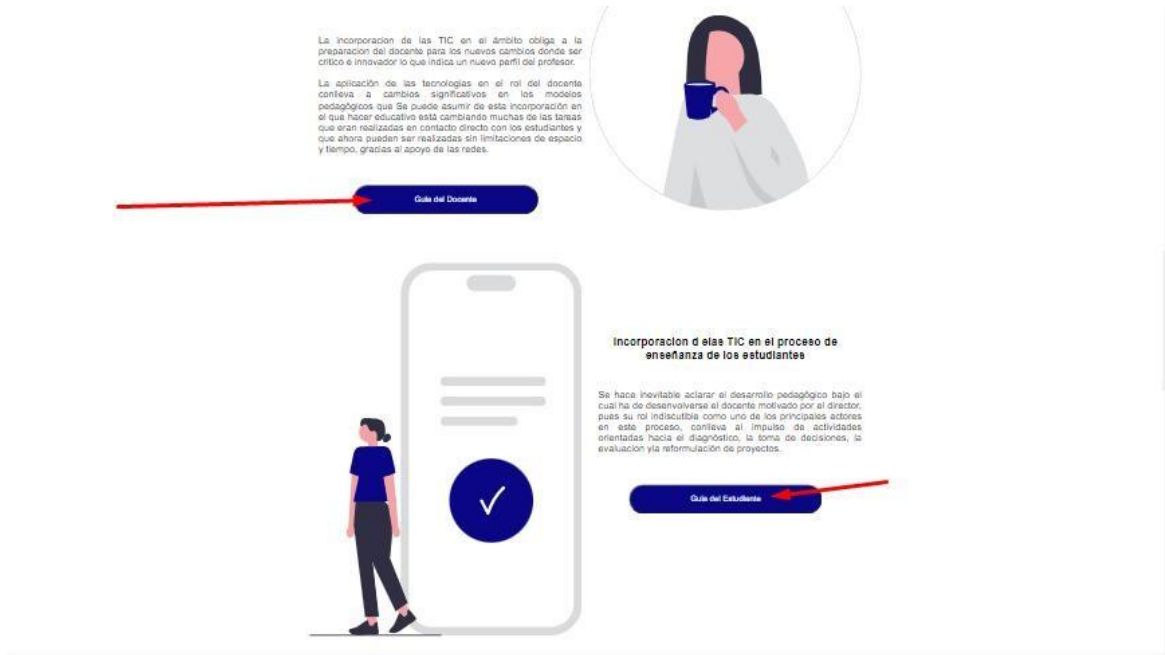 La incorporacion de las TIC en el ámbito obliga a la
preparacion del docente para los nuevos cambios donde ser
critico e innovador lo que indica un nuevo perfil del profesor.
La aplicación de las tecnologias en el rol del docente
conlleva a cambios significativos en los modelos
pedagógicos que Se puede asumir de esta incorporación en
el que hacer educativo está cambiando muchas de las tareas
que eran realizadas en contacto directo con los estudiantes y
que ahora pueden ser realizadas sin limitaciones de espacio
y tiempo, gracias al apoyo de las redes.
Guia del Docente
Incorporacion d elas TIC en el proceso de
enseñanza de los estudiantes
Se hace inevitable aclarar el desarrollo pedagógico bajo el
cual ha de desenvolverse el docente motivado por el director,
pues su rol indiscutible como uno de los principales actores
en este proceso, conlleva al impulso de actividades
orientadas hacia el diagnóstico, la toma de decisiones, la
evaluacion yla reformulación de proyectos.
Guia del Estudiante